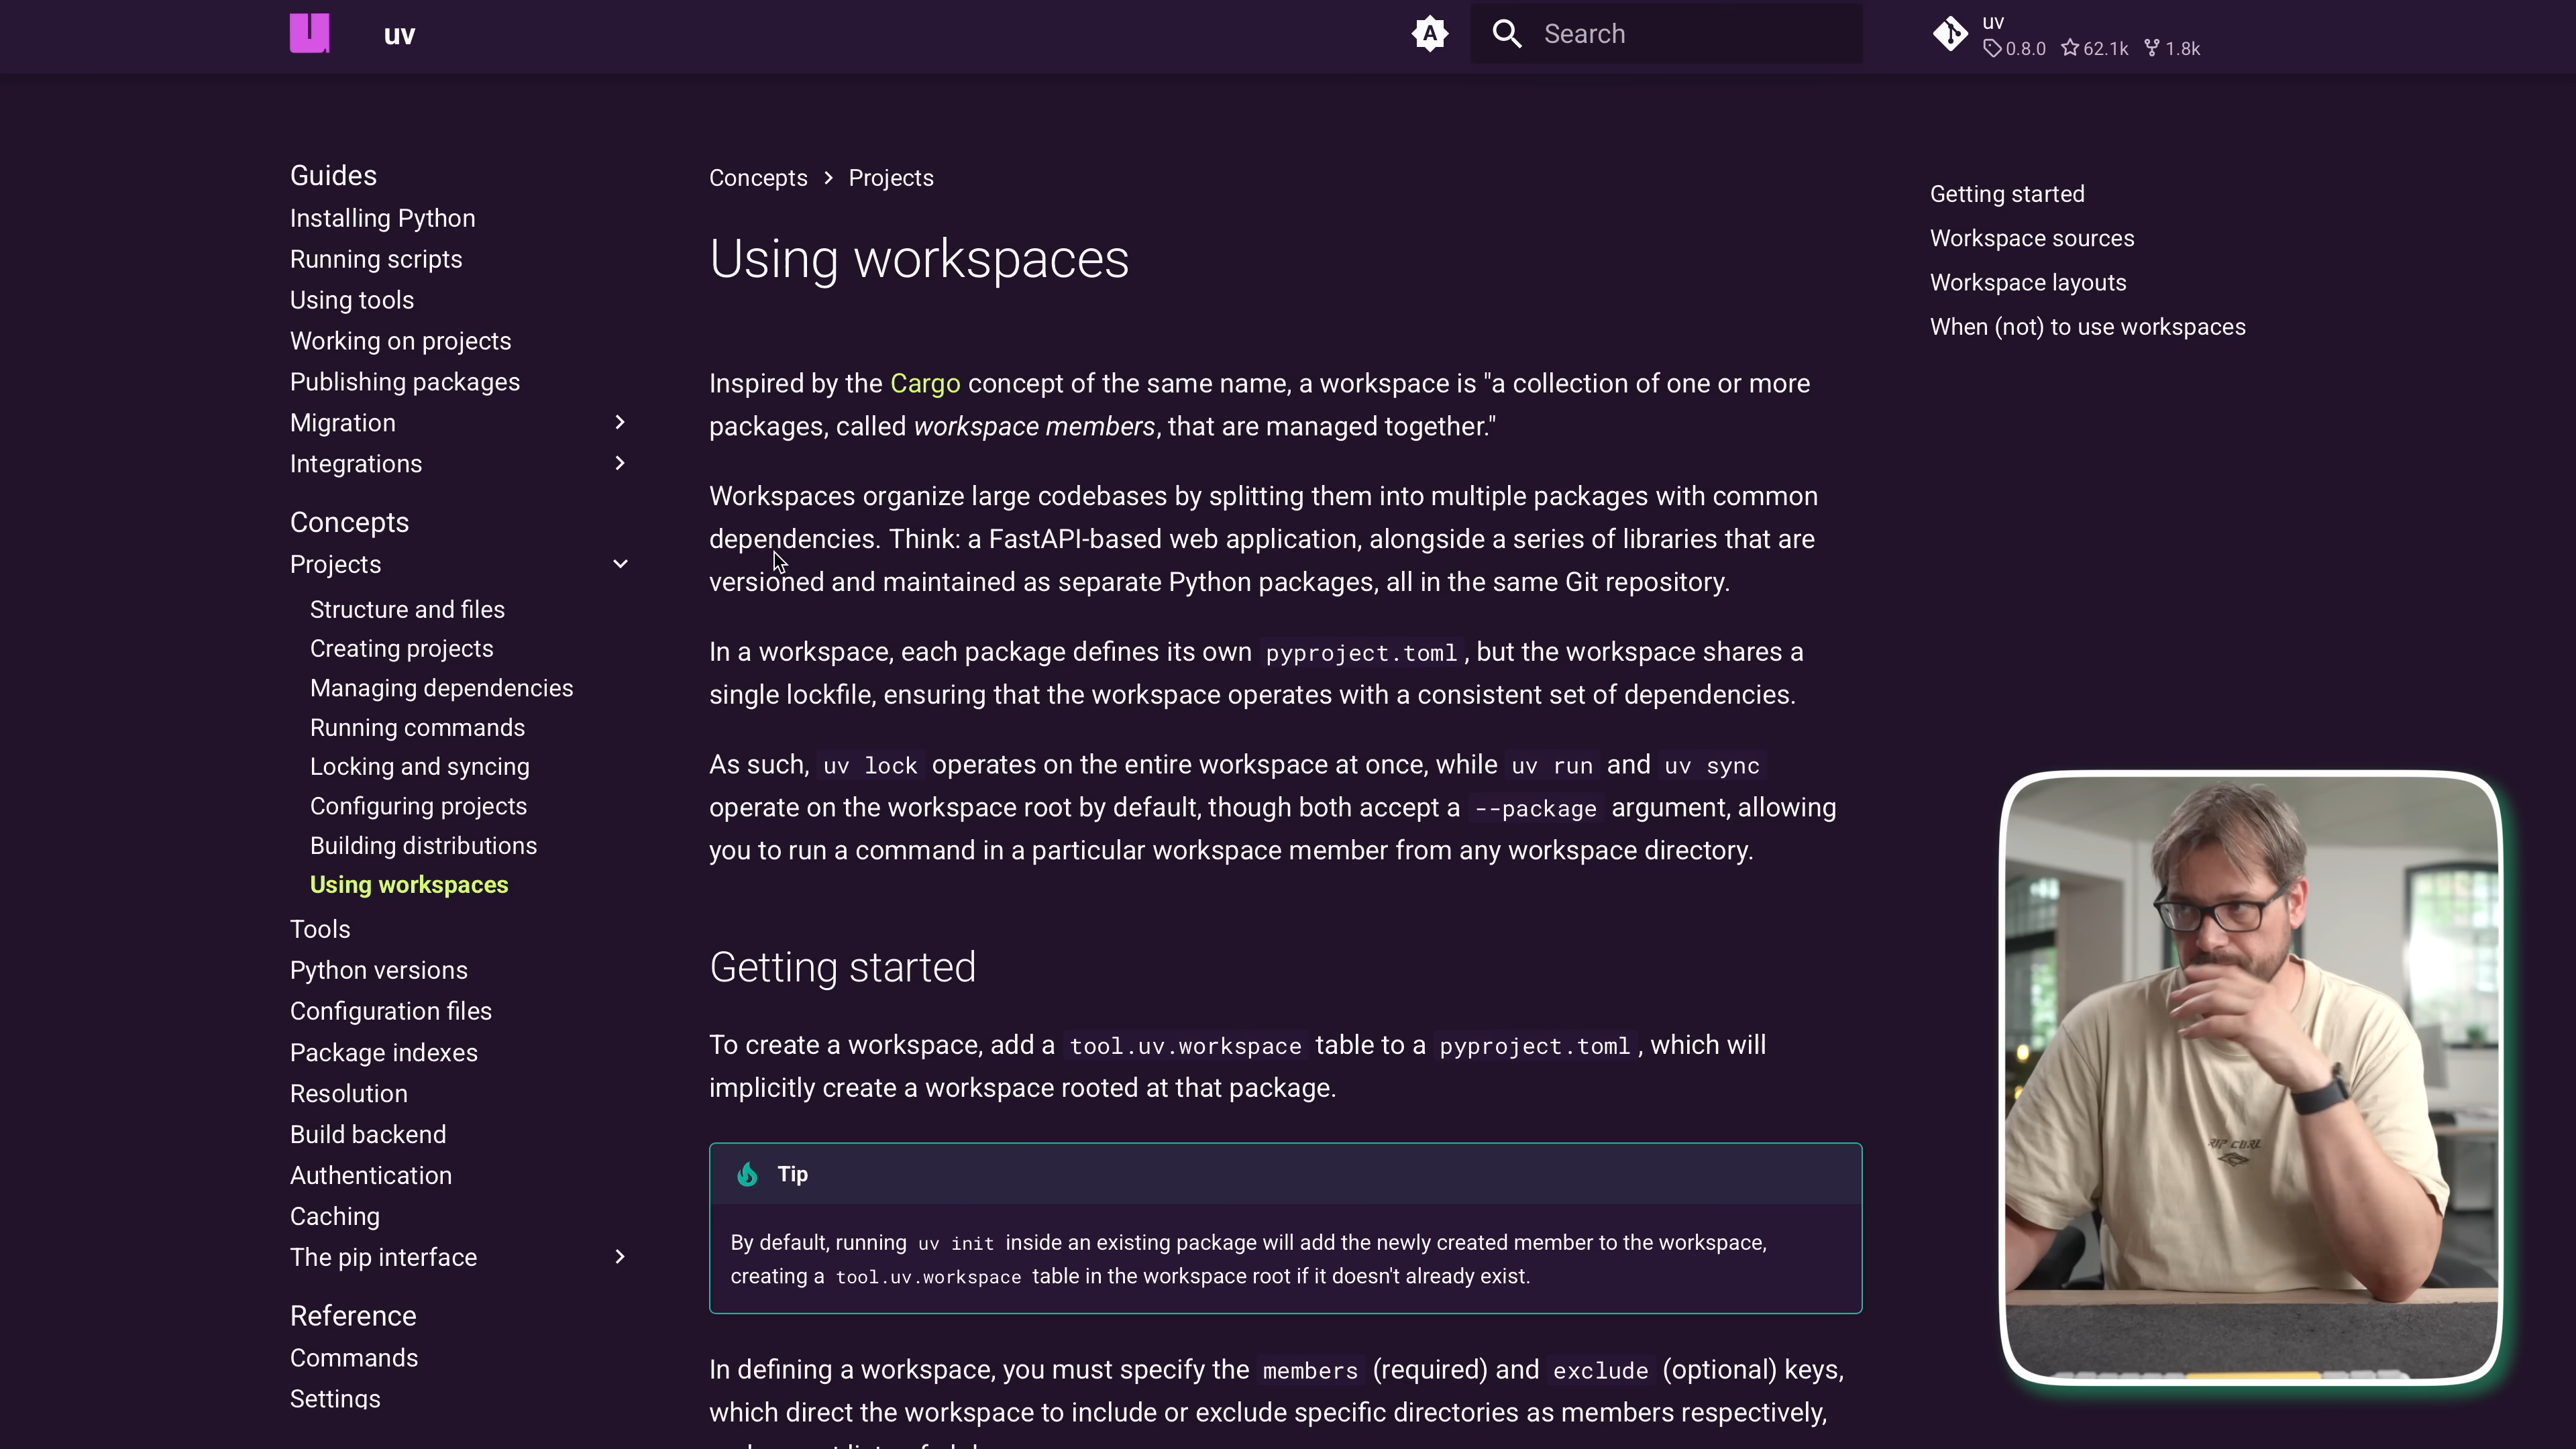 uv
Search
uv
0.8.0 62.1k 1.8k
Guides
Installing Python
Running scripts
Using tools
Working on projects
Publishing packages
Migration
Integrations
Concepts
Projects
Structure and files
Creating projects
Managing dependencies
Running commands
Locking and syncing
Configuring projects
Building distributions
Using workspaces
Tools
Python versions
Configuration files
Package indexes
Resolution
Build backend
Authentication
Caching
The pip interface
Reference
Commands
Settings
Concepts > Projects
Using workspaces
Inspired by the Cargo concept of the same name, a workspace is "a collection of one or more
packages, called workspace members, that are managed together."
Workspaces organize large codebases by splitting them into multiple packages with common
dependencies. Think: a FastAPI-based web application, alongside a series of libraries that are
versioned and maintained as separate Python packages, all in the same Git repository.
In a workspace, each package defines its own pyproject.toml, but the workspace shares a
single lockfile, ensuring that the workspace operates with a consistent set of dependencies.
As such, uv lock operates on the entire workspace at once, while uv run and uv sync
operate on the workspace root by default, though both accept a --package argument, allowing
you to run a command in a particular workspace member from any workspace directory.
Getting started
To create a workspace, add a tool.uv.workspace table to a pyproject.toml, which will
implicitly create a workspace rooted at that package.
Tip
By default, running uv init inside an existing package will add the newly created member to the workspace,
creating a tool.uv.workspace table in the workspace root if it doesn't already exist.
In defining a workspace, you must specify the members (required) and exclude (optional) keys,
which direct the workspace to include or exclude specific directories as members respectively,
Getting started
Workspace sources
Workspace layouts
When (not) to use workspaces
RIP CURL